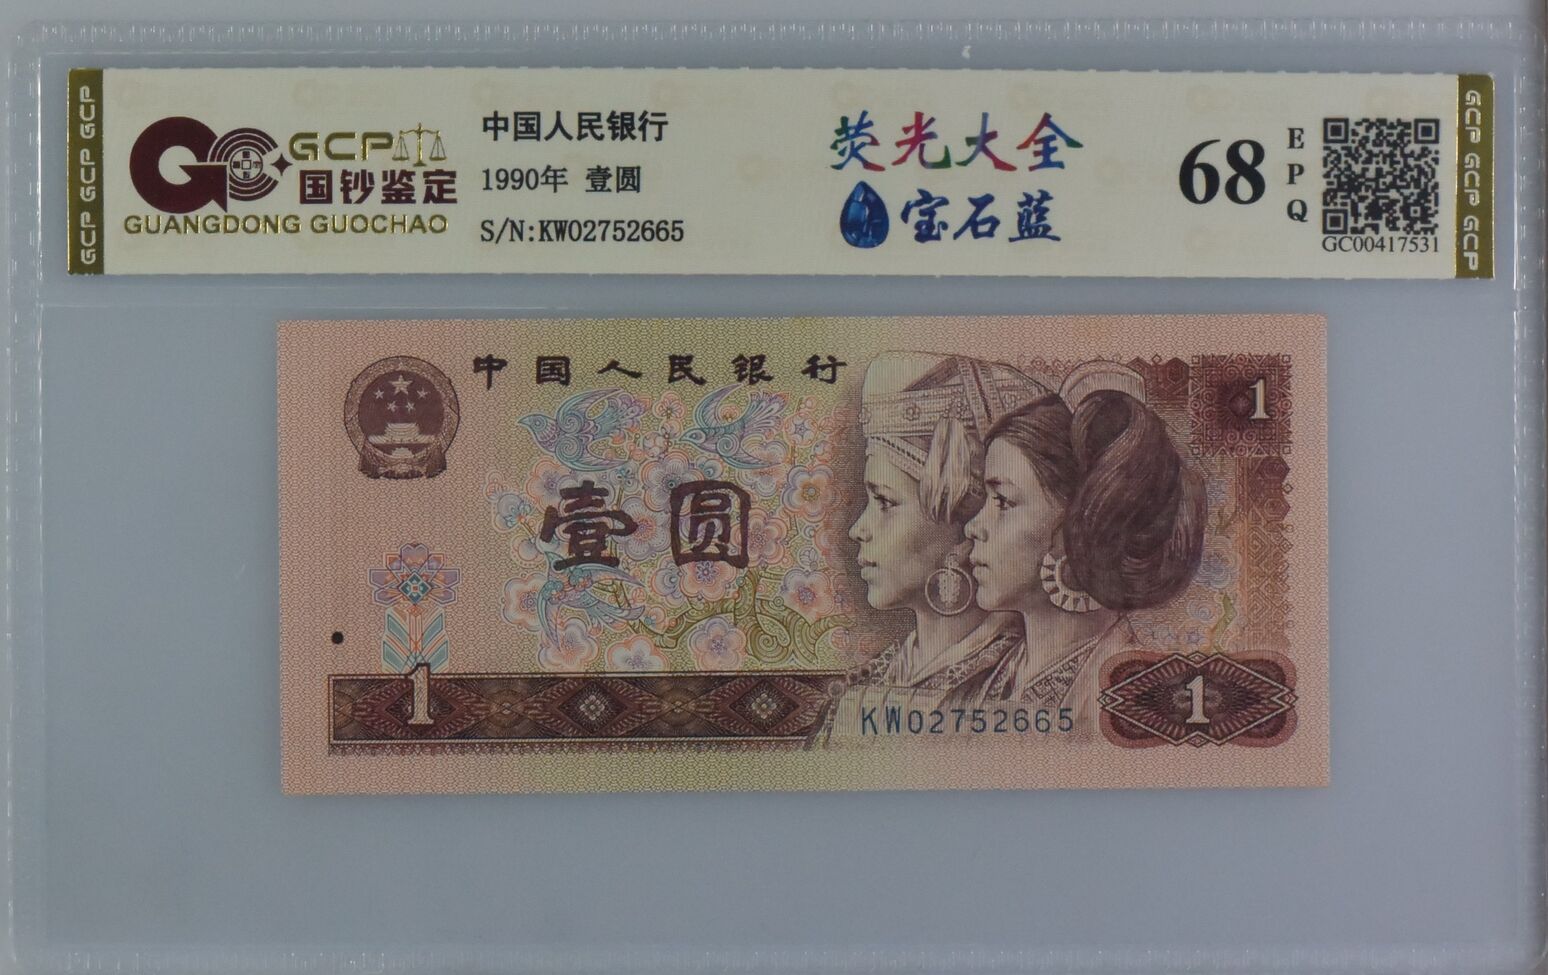 GCP GCP GCP
GCP
国钞鉴定
GUANGDONG GUOCHAO
中国人民银行
1990年 壹圆
S/N:KW02752665
荧光大全
宝石蓝
68
EPQ
GC00417531
GCP GCP GCP
中国人民银行
1
壹圆
1
KW02752665
1